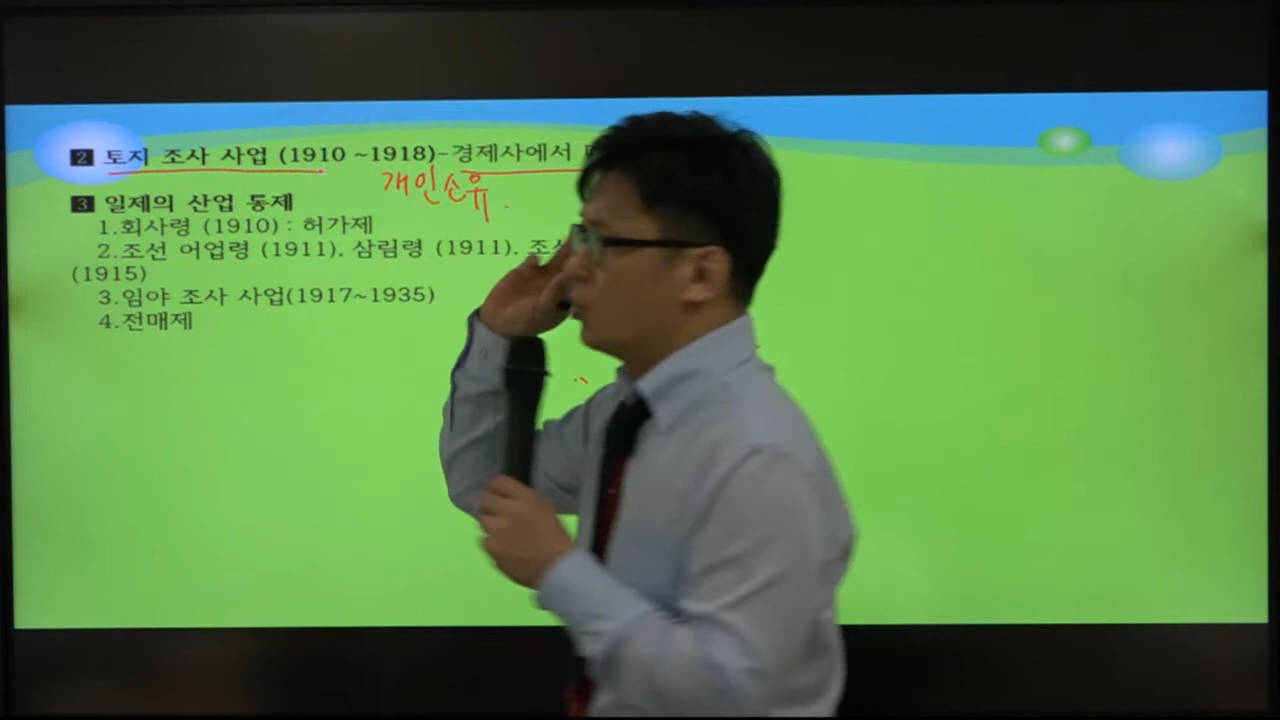 2 토지 조사 사업 (1910 ~1918)-경제사에서
개인소유.
3 일제의 산업 통제
1.회사령 (1910) : 허가제
2.조선 어업령 (1911), 삼림령 (1911), 조선
(1915)
3.임야 조사 사업(1917~1935)
4.전매제